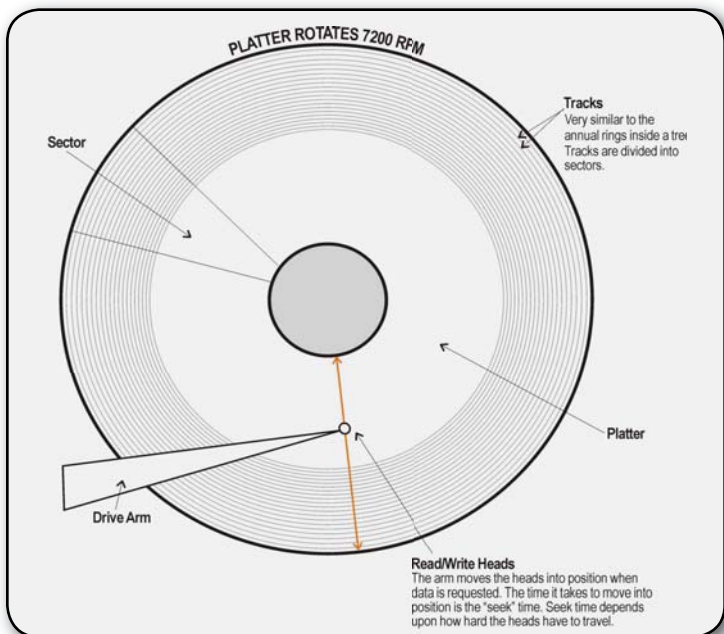 PLATTER ROTATES 7200 RPM
Tracks
Very similar to the
annual rings inside a tree
Tracks are divided into
sectors.
Sector
Platter
Drive Arm
Read/Write Heads
The arm moves the heads into position when
data is requested. The time it takes to move into
position is the "seek" time. Seek time depends
upon how hard the heads have to travel.